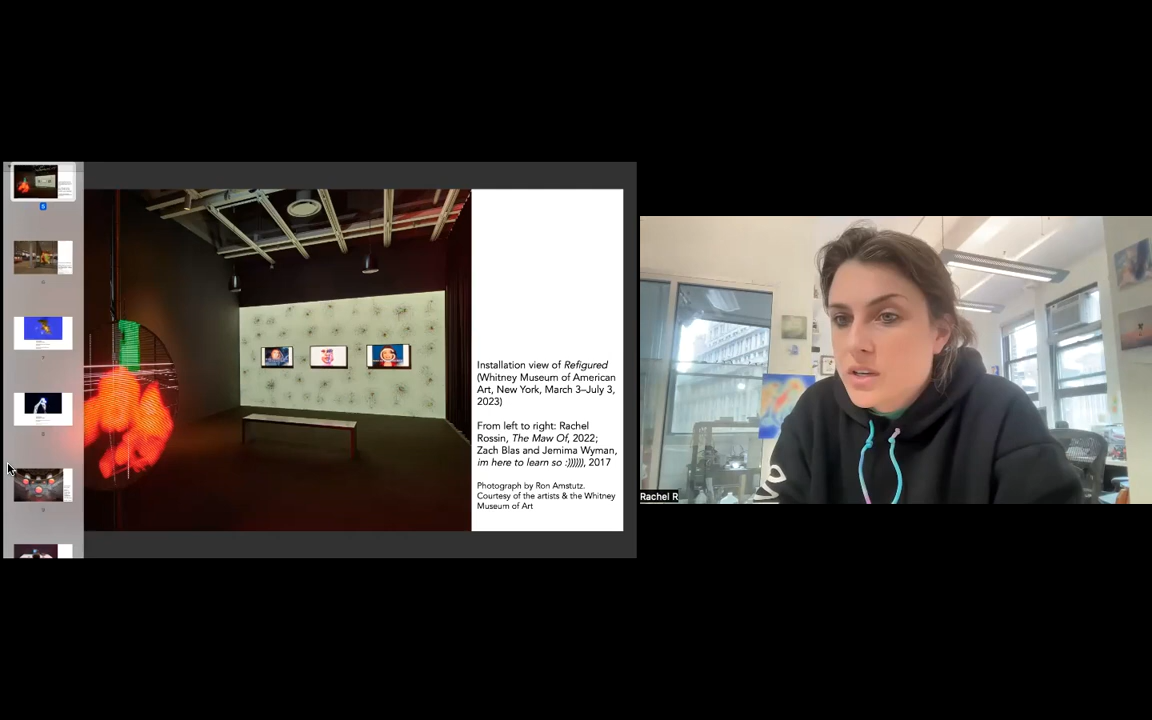 Installation view of Refigured
(Whitney Museum of American
Art, New York, March 3–July 3,
2023)
From left to right: Rachel
Rossin, The Maw Of, 2022;
Zach Blas and Jemima Wyman,
im here to learn so :)))))), 2017
Photograph by Ron Amstutz.
Courtesy of the artists & the Whitney
Museum of Art
Rachel R